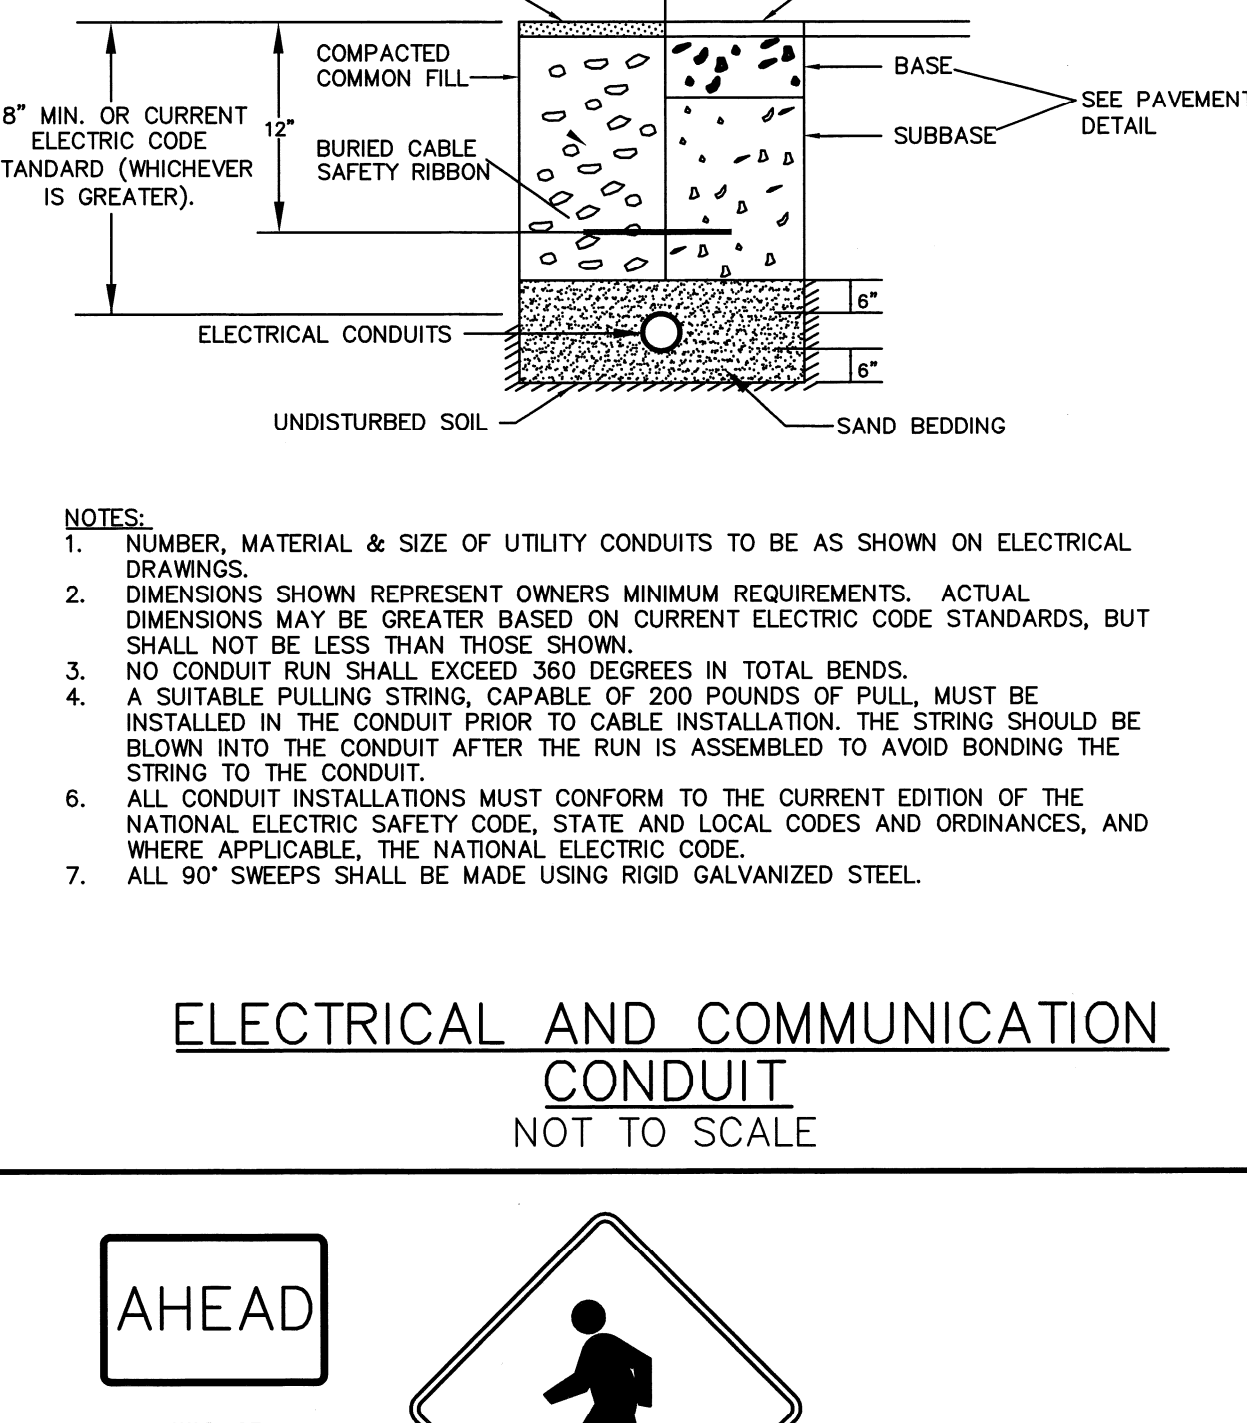 COMPACTED
COMMON FILL
BASE
SEE PAVEMENT
DETAIL
8" MIN. OR CURRENT
ELECTRIC CODE
TANDARD (WHICHEVER
IS GREATER).
12"
SUBBASE
BURIED CABLE
SAFETY RIBBON
6"
ELECTRICAL CONDUITS
6"
UNDISTURBED SOIL
SAND BEDDING
NOTES:
1. NUMBER, MATERIAL & SIZE OF UTILITY CONDUITS TO BE AS SHOWN ON ELECTRICAL
DRAWINGS.
2. DIMENSIONS SHOWN REPRESENT OWNERS MINIMUM REQUIREMENTS. ACTUAL
DIMENSIONS MAY BE GREATER BASED ON CURRENT ELECTRIC CODE STANDARDS, BUT
SHALL NOT BE LESS THAN THOSE SHOWN.
3. NO CONDUIT RUN SHALL EXCEED 360 DEGREES IN TOTAL BENDS.
4. A SUITABLE PULLING STRING, CAPABLE OF 200 POUNDS OF PULL, MUST BE
INSTALLED IN THE CONDUIT PRIOR TO CABLE INSTALLATION. THE STRING SHOULD BE
BLOWN INTO THE CONDUIT AFTER THE RUN IS ASSEMBLED TO AVOID BONDING THE
STRING TO THE CONDUIT.
6. ALL CONDUIT INSTALLATIONS MUST CONFORM TO THE CURRENT EDITION OF THE
NATIONAL ELECTRIC SAFETY CODE, STATE AND LOCAL CODES AND ORDINANCES, AND
WHERE APPLICABLE, THE NATIONAL ELECTRIC CODE.
7. ALL 90° SWEEPS SHALL BE MADE USING RIGID GALVANIZED STEEL.
ELECTRICAL AND COMMUNICATION
CONDUIT
NOT TO SCALE
AHEAD